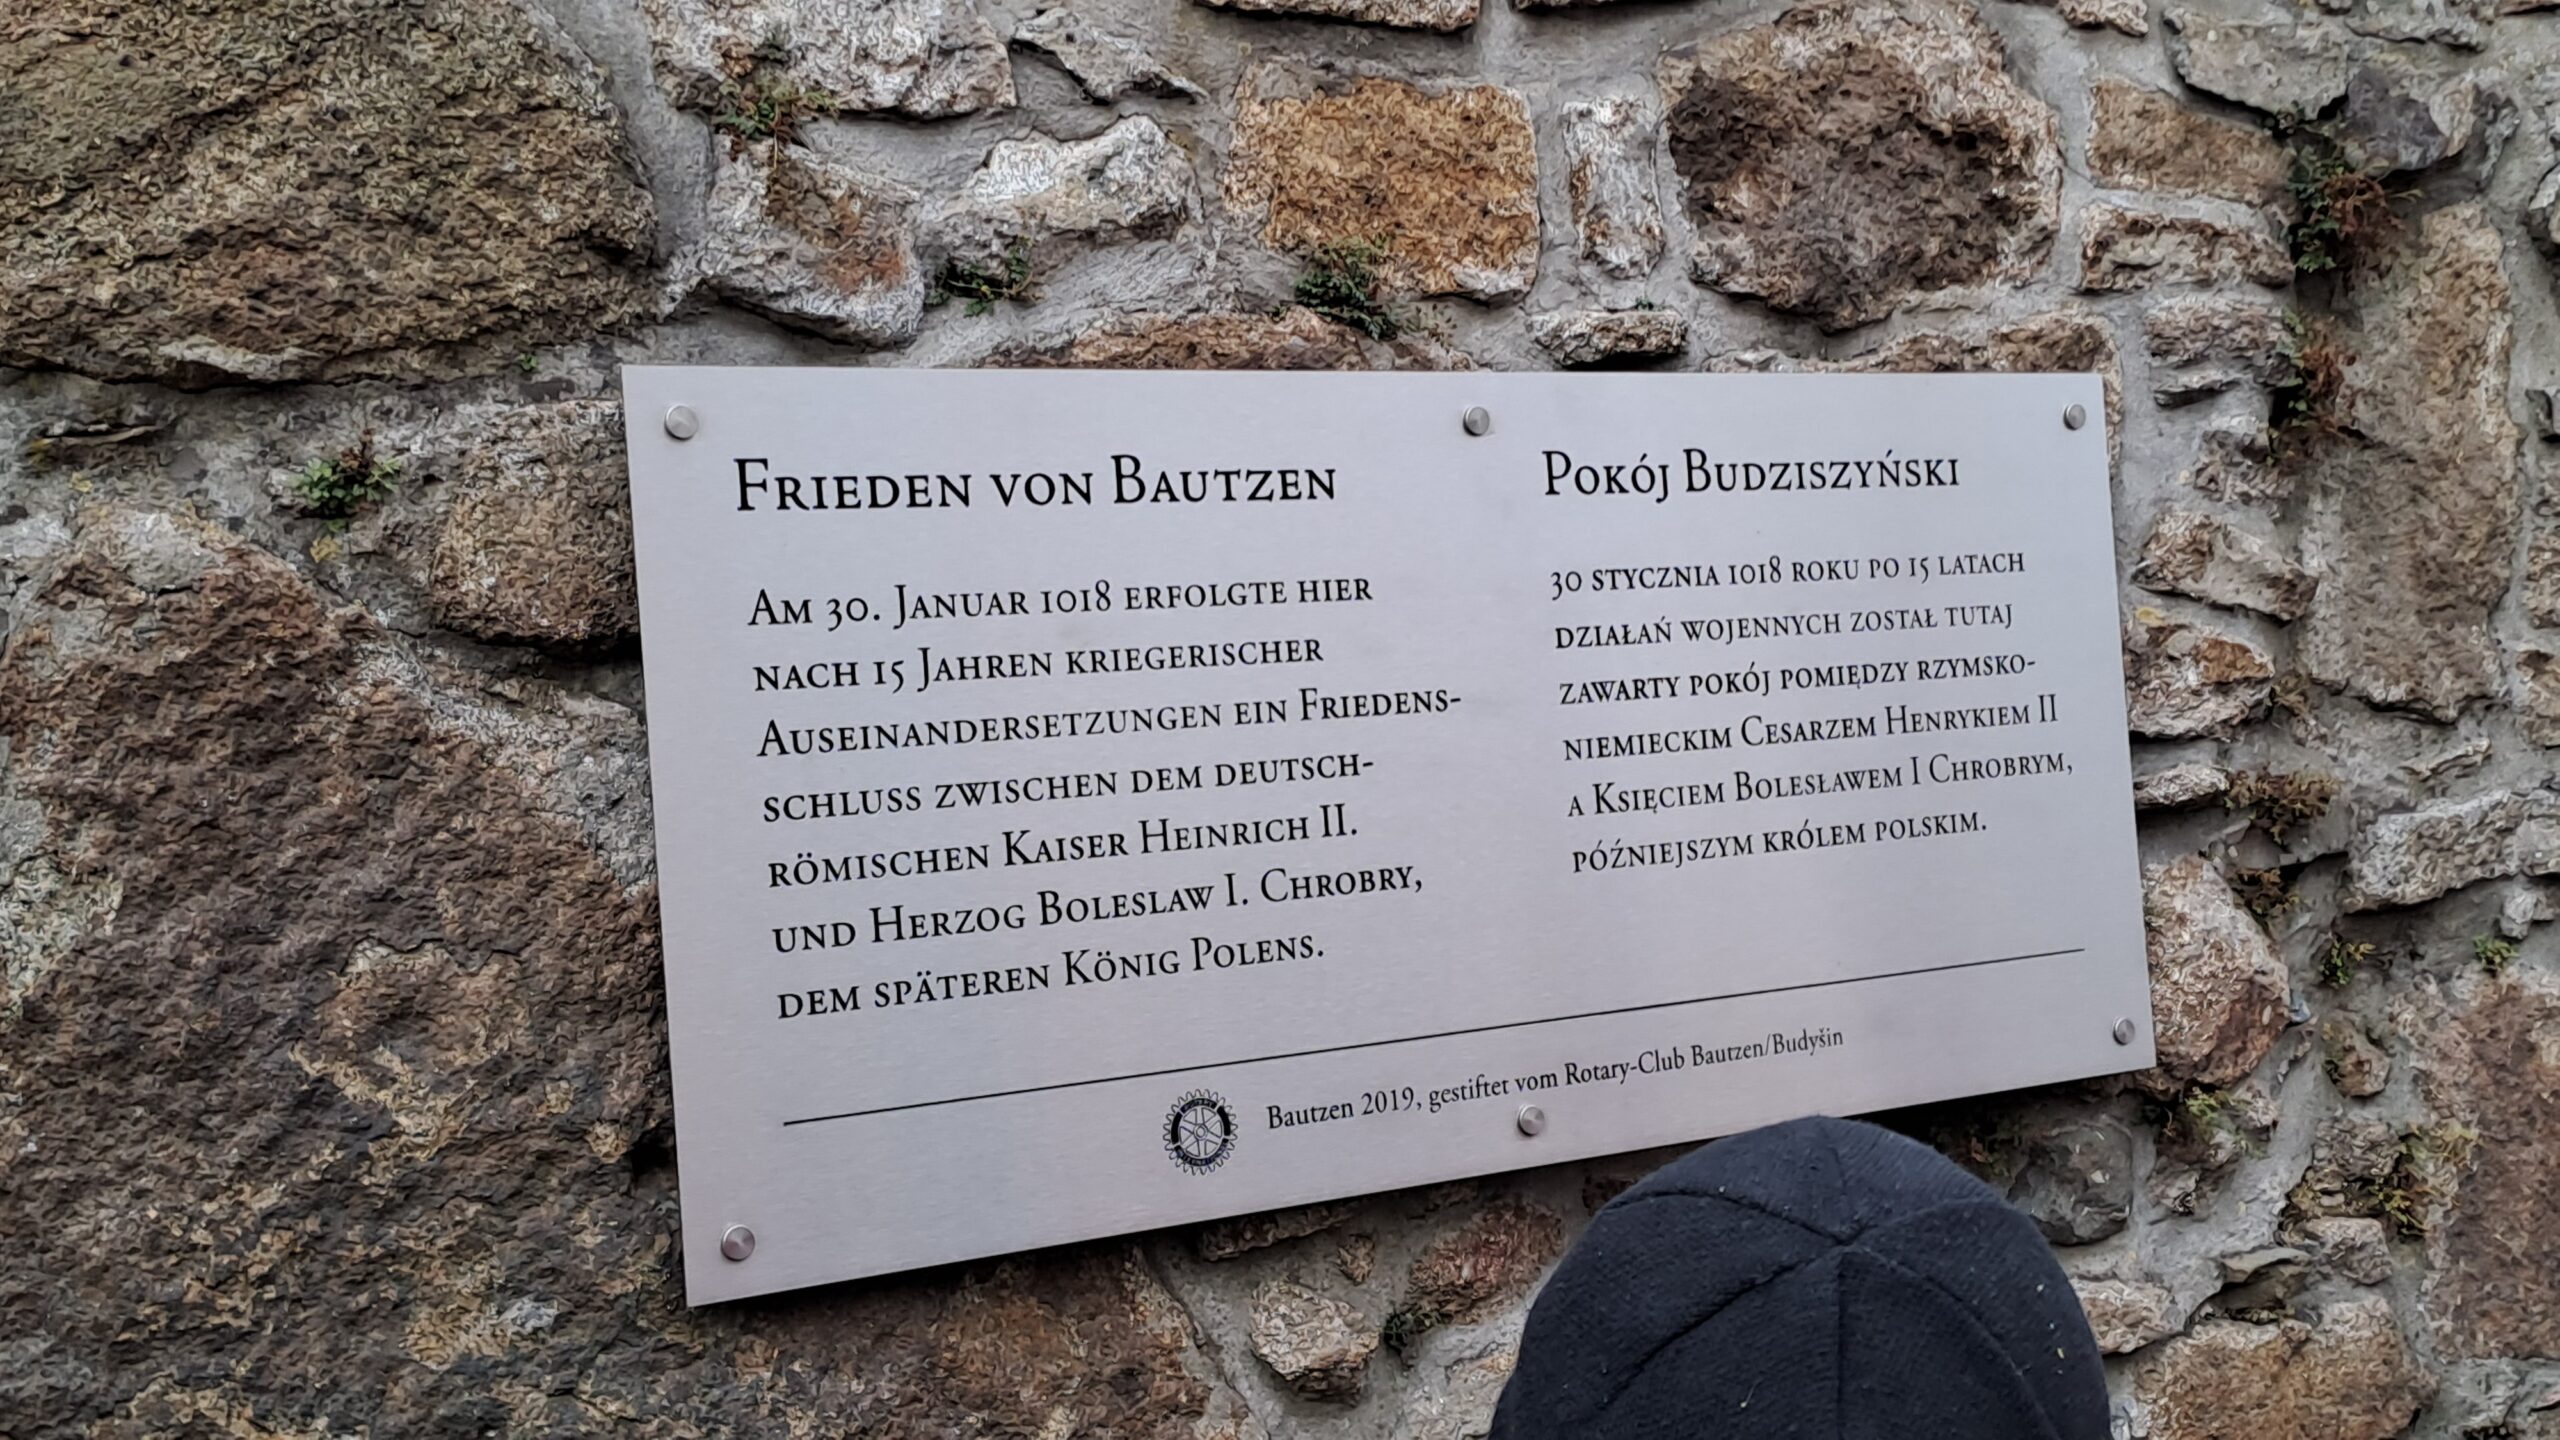 Frieden von Bautzen
Am 30. Januar 1018 erfolgte hier
nach 15 Jahren kriegerischer
Auseinandersetzungen ein Friedens-
schluss zwischen dem deutsch-
römischen Kaiser Heinrich II.
und Herzog Boleslaw I. Chrobry,
dem späteren König Polens.
Pokój Budziszyński
30 stycznia 1018 roku po 15 latach
działań wojennych został tutaj
zawarty pokój pomiędzy rzymsko-
niemieckim Cesarzem Henrykiem II
a Księciem Bolesławem I Chrobrym,
późniejszym królem polskim.
Bautzen 2019, gestiftet vom Rotary-Club Bautzen/Budyšin